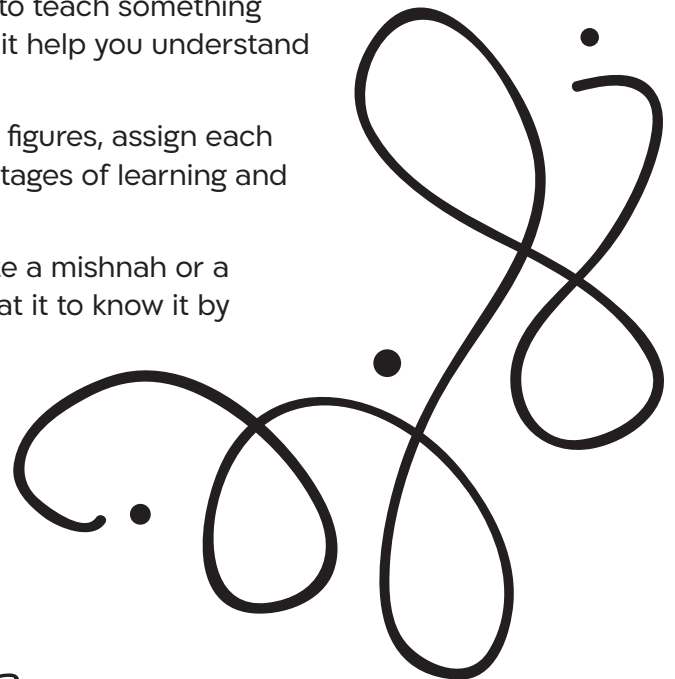 to teach something
it help you understand
figures, assign each
tages of learning and
e a mishnah or a
at it to know it by